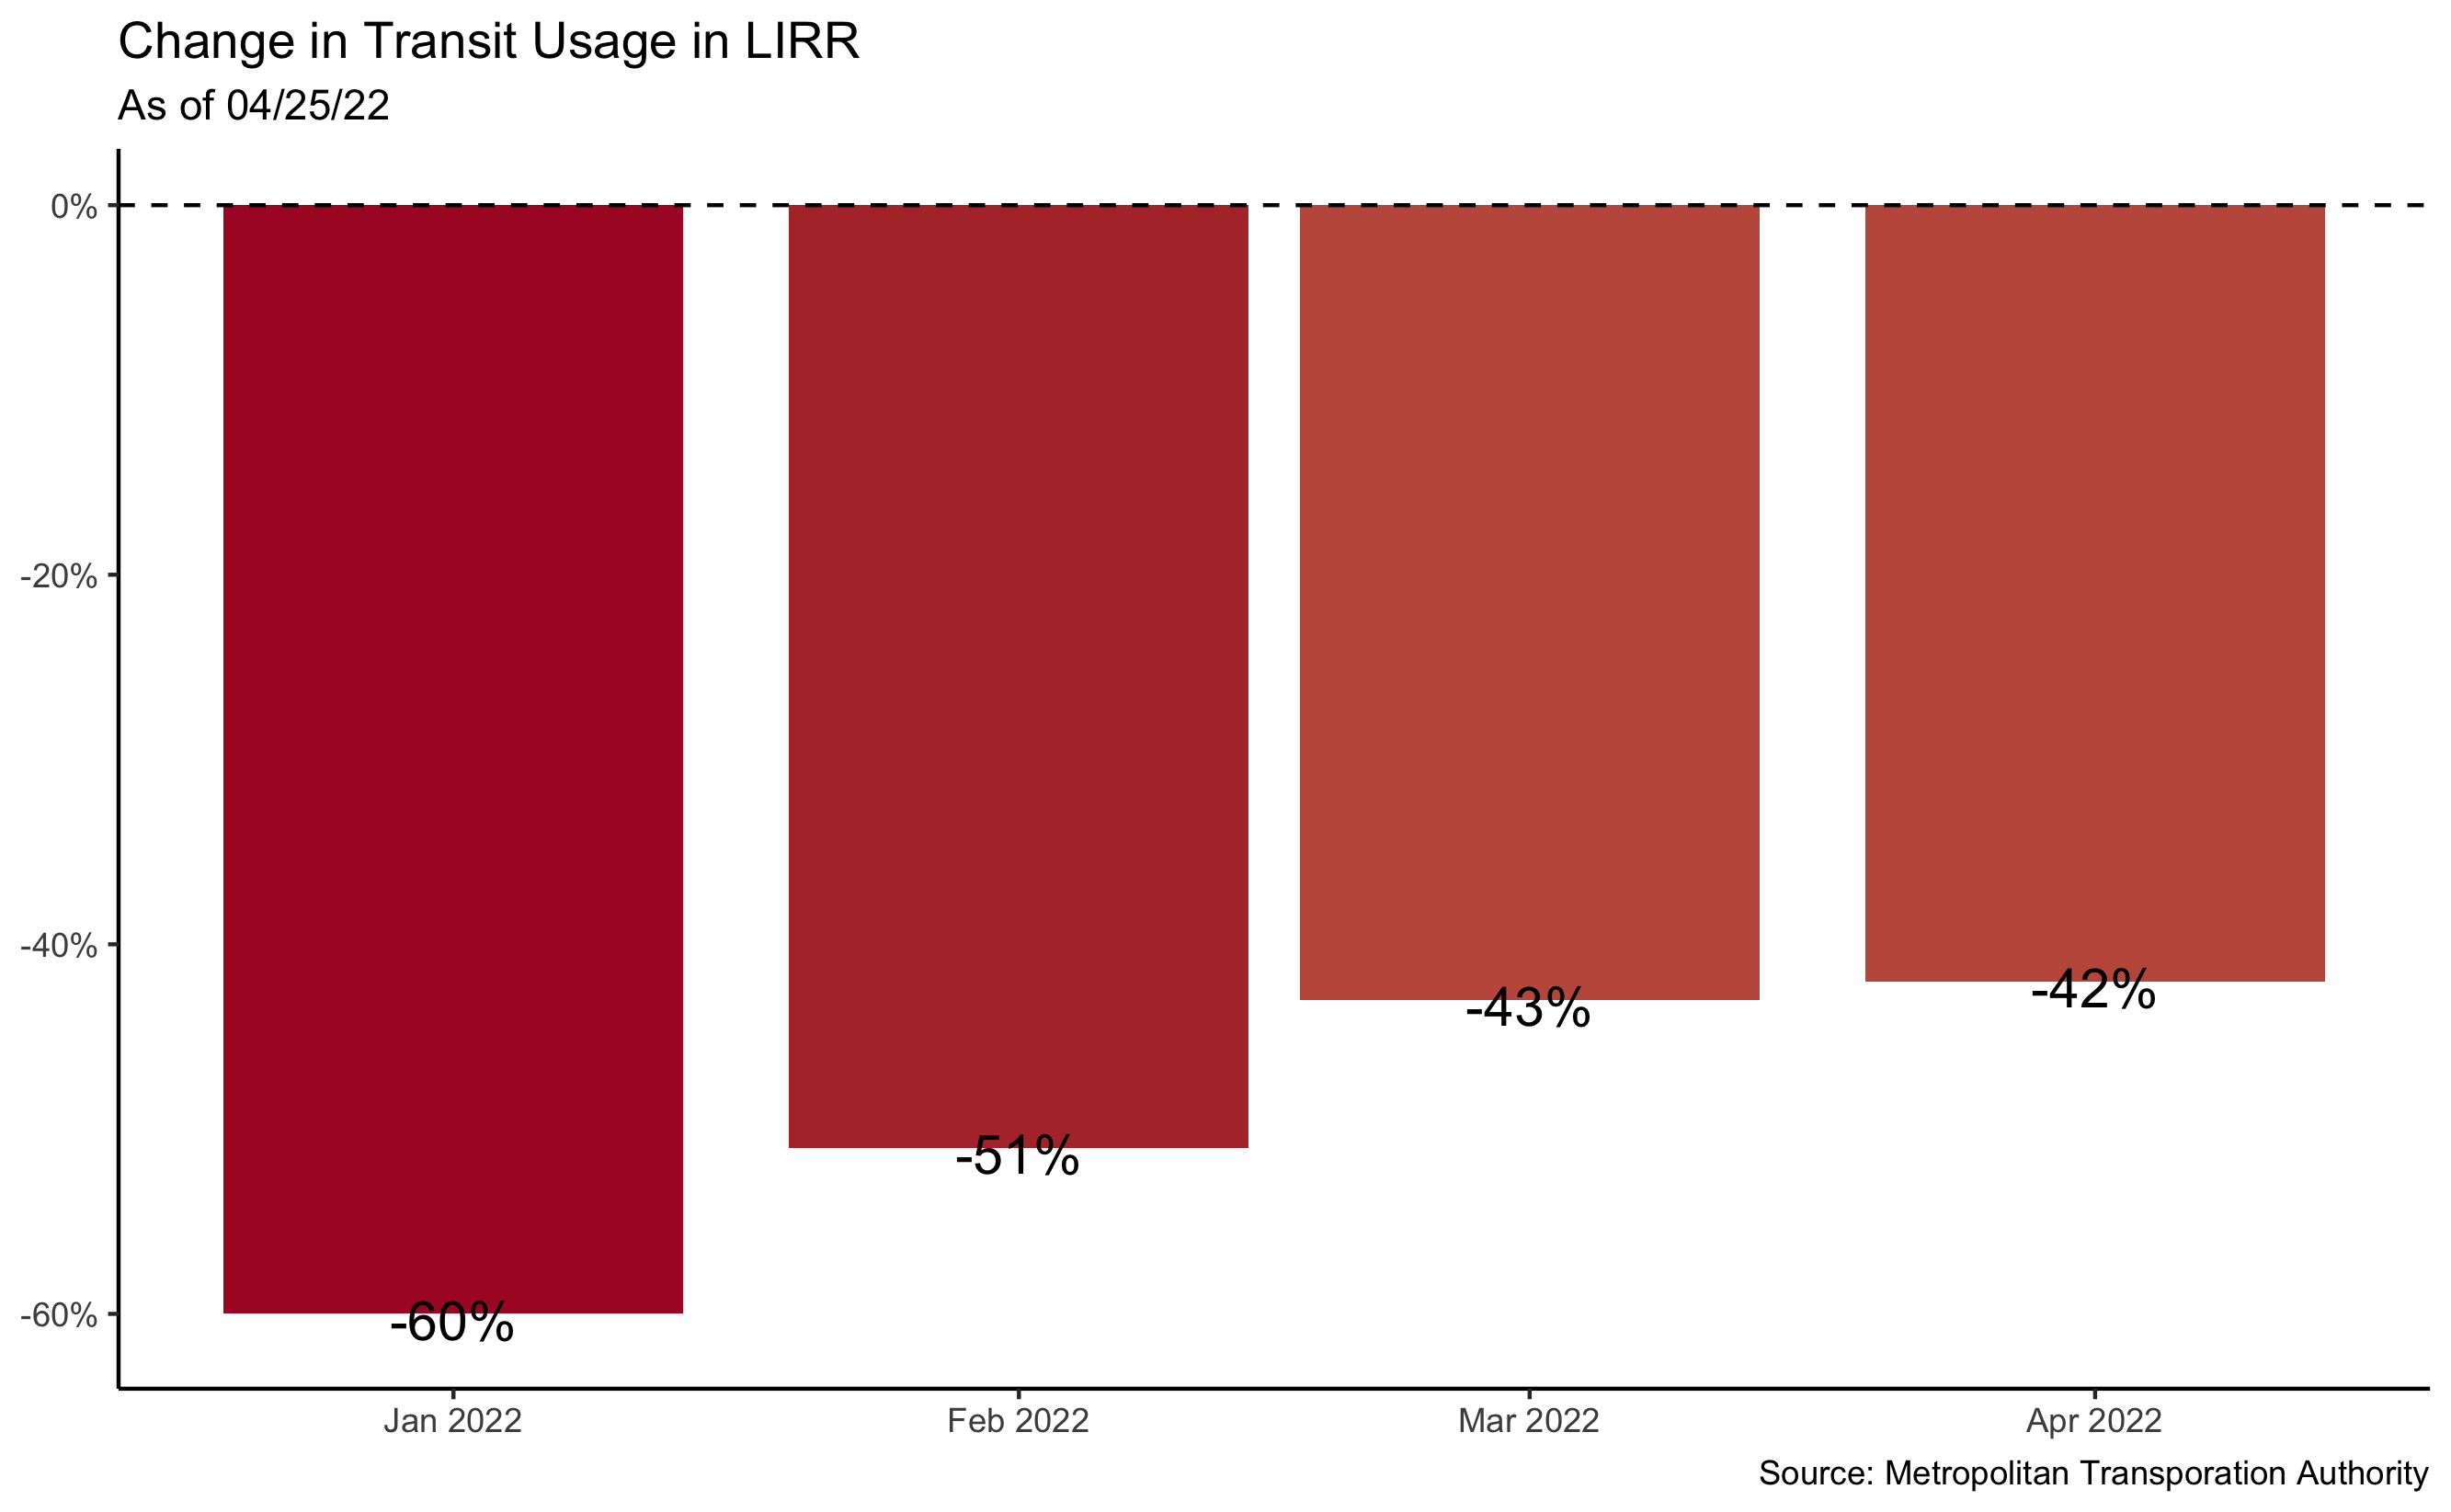 Change in Transit Usage in LIRR
As of 04/25/22
0%
-20%
-40%
-60%
-60%
-51%
-43%
-42%
Jan 2022
Feb 2022
Mar 2022
Apr 2022
Source: Metropolitan Transporation Authority